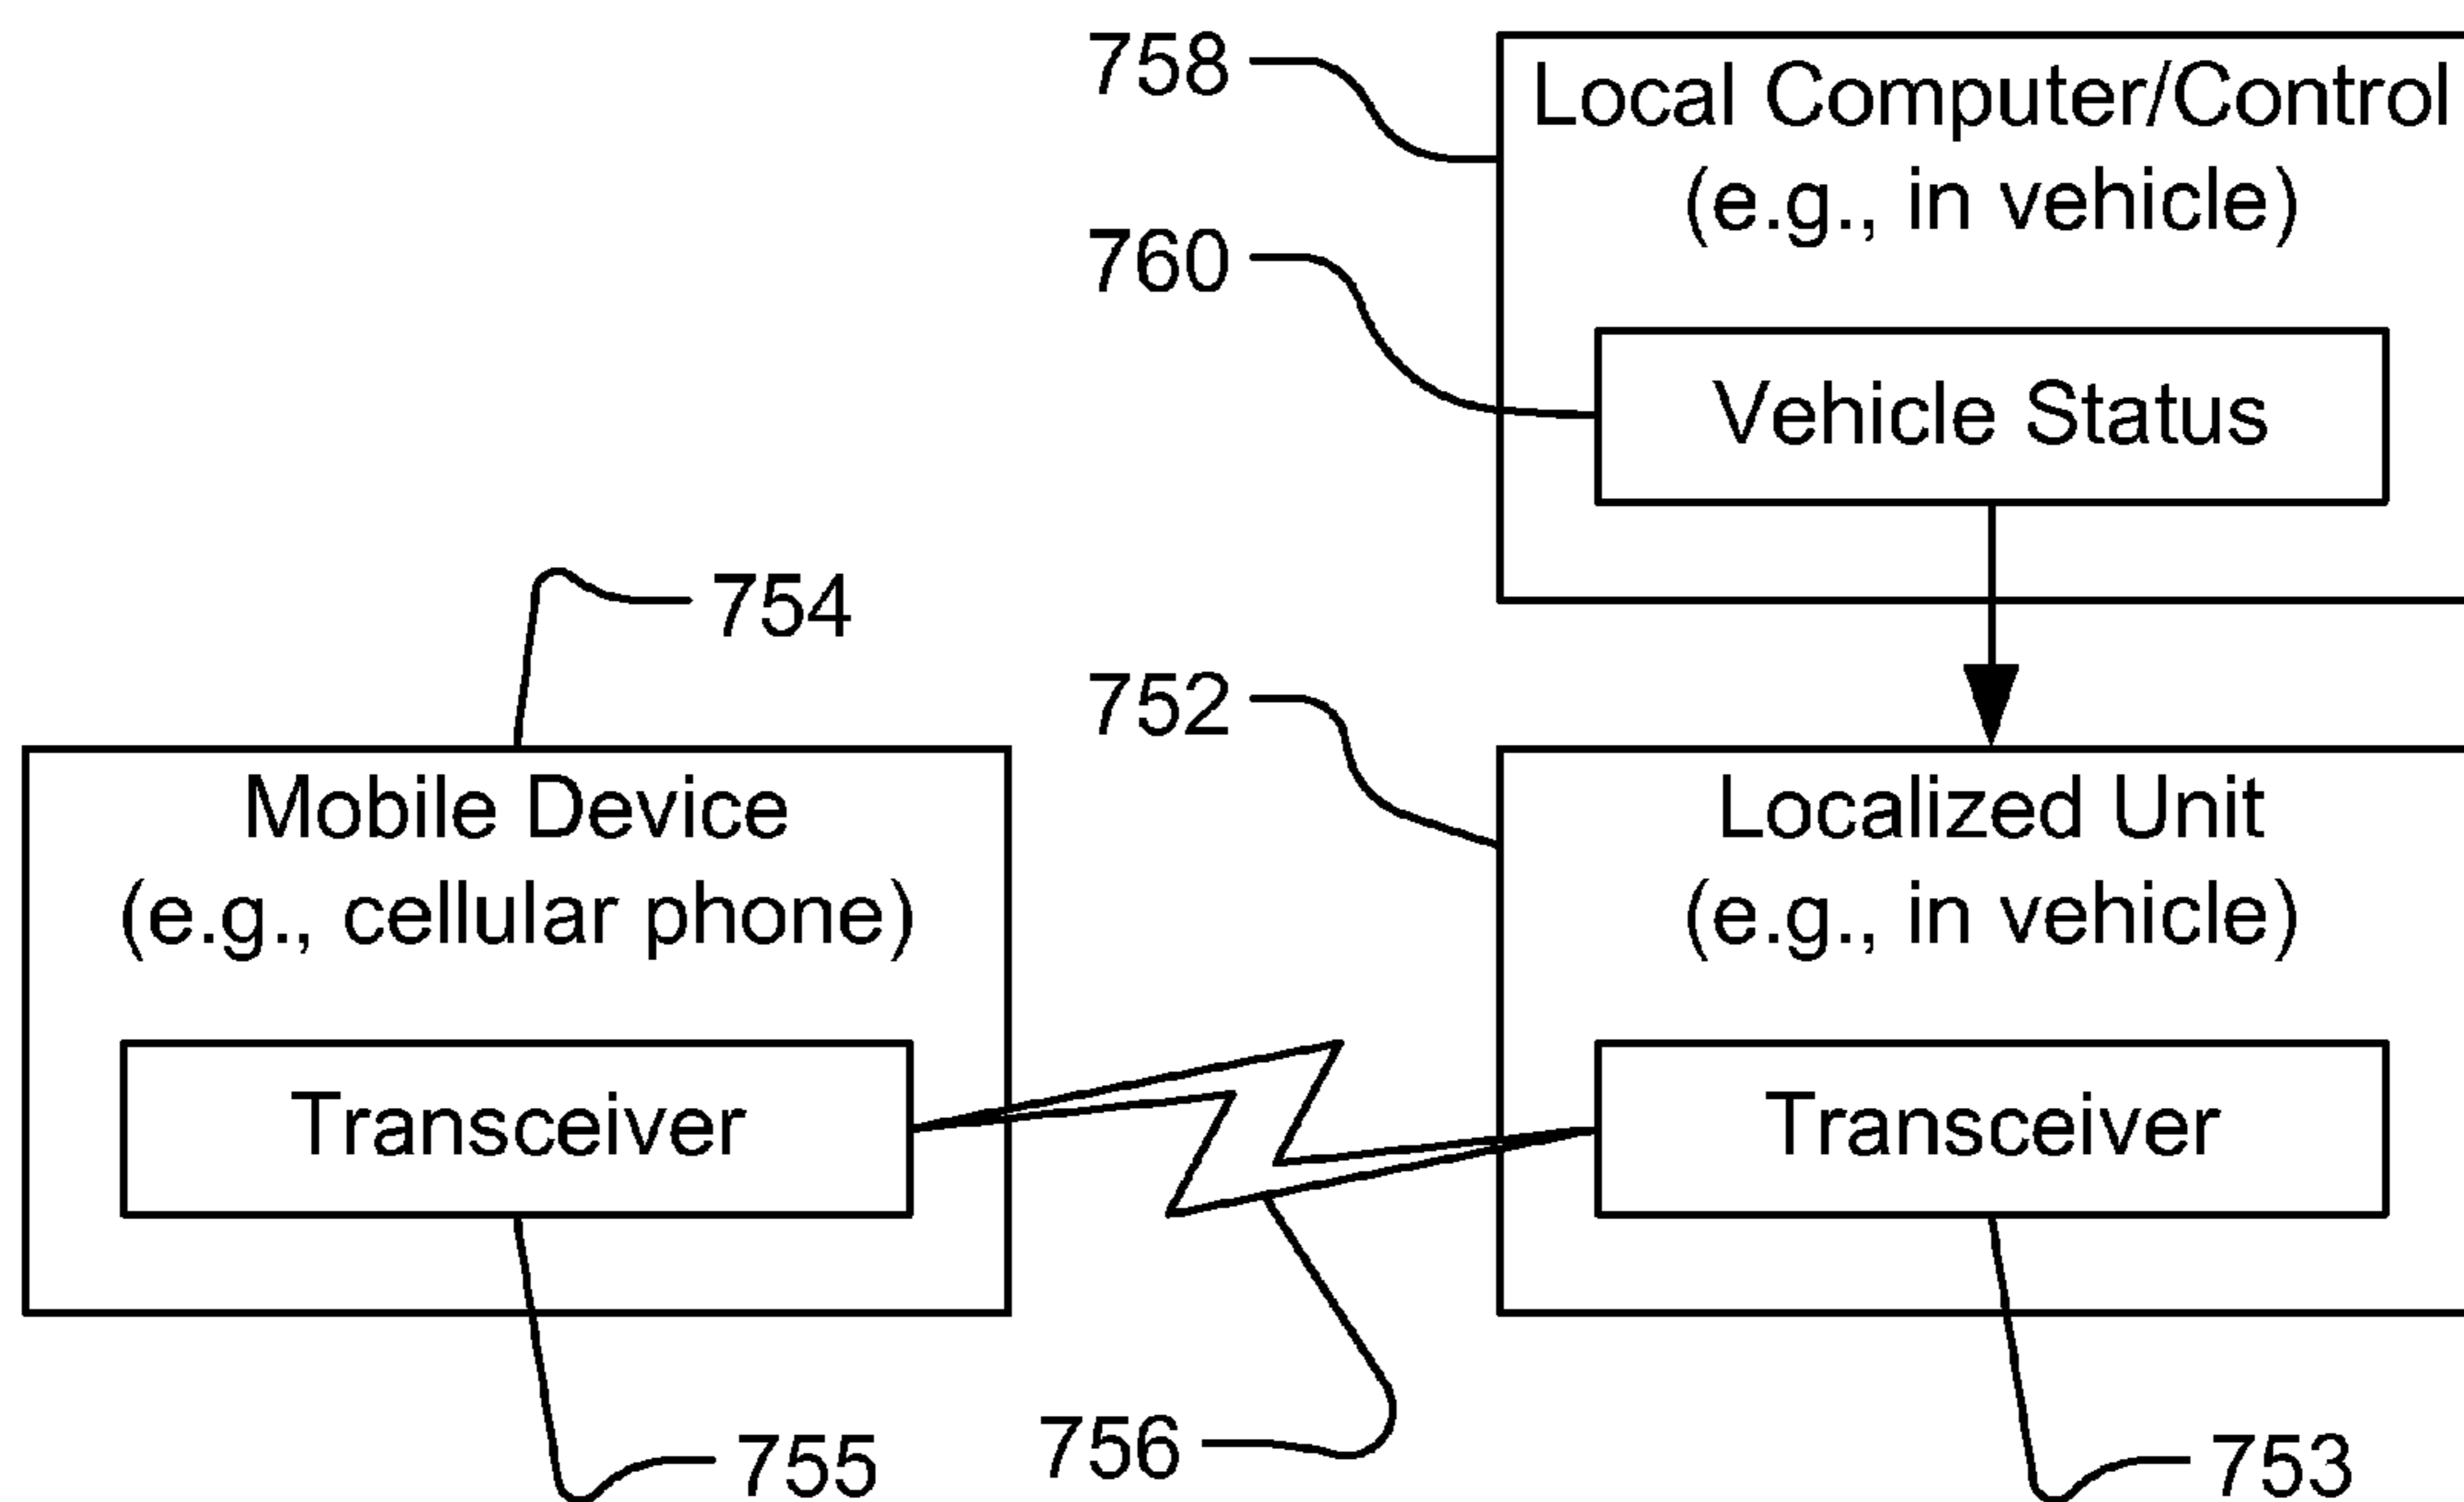 758
Local Computer/Control
(e.g., in vehicle)
760
Vehicle Status
754
752
Mobile Device
(e.g., cellular phone)
Localized Unit
(e.g., in vehicle)
Transceiver
Transceiver
755
756
753